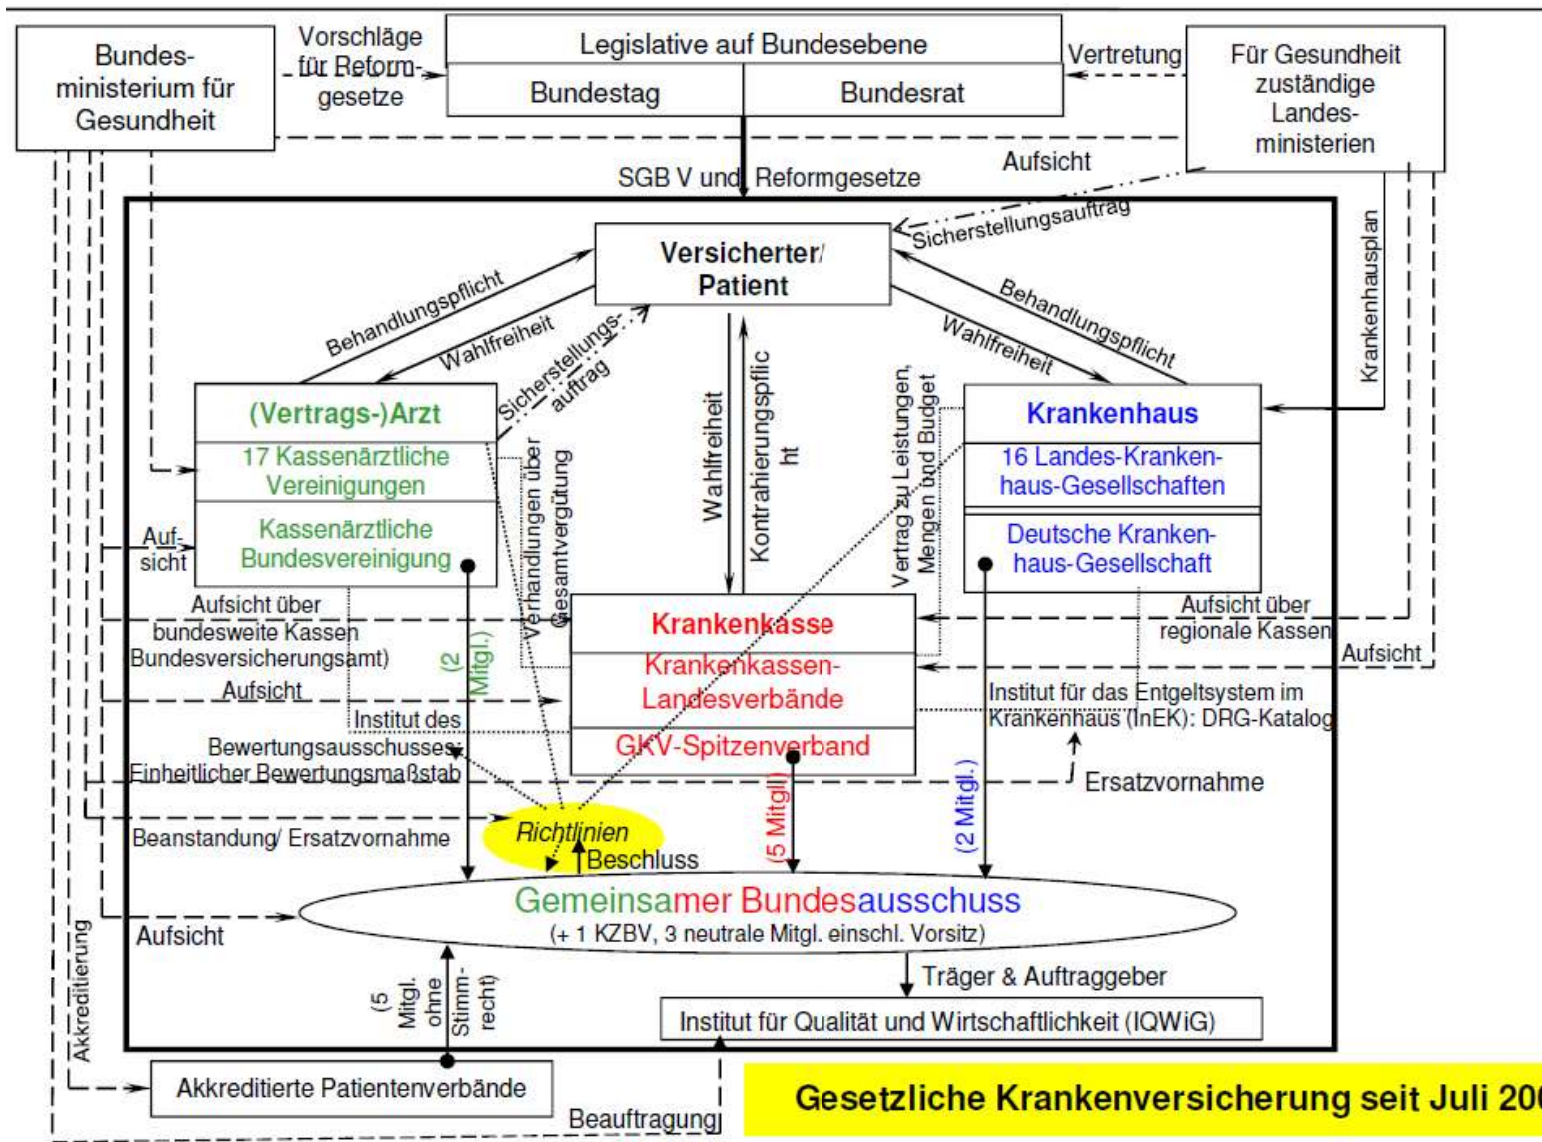 Bundes-
ministerium für
Gesundheit
Vorschläge
für Reform-
gesetze
Legislative auf Bundesebene
Bundestag
Bundesrat
Vertretung
Für Gesundheit
zuständige
Landes-
ministerien
Aufsicht
SGB V und Reformgesetze
Sicherstellungsauftrag
Krankenhausplan
Versicherter/
Patient
Behandlungspflicht
Wahlfreiheit
Sicherstellungs-
auftrag
Wahlfreiheit
Kontrahierungspflic
ht
Behandlungspflicht
Wahlfreiheit
(Vertrags-)Arzt
17 Kassenärztliche
Vereinigungen
Kassenärztliche
Bundesvereinigung
Verhandlungen über
Gesamtvergütung
Vertrag zu Leistungen,
Mengen und Budget
Krankenhaus
16 Landes-Kranken-
haus-Gesellschaften
Deutsche Kranken-
haus-Gesellschaft
Auf-
sicht
Aufsicht über
bundesweite Kassen
Bundesversicherungsamt)
Aufsicht
(2
Mitgl.)
Krankenkasse
Krankenkassen-
Landesverbände
GKV-Spitzenverband
Aufsicht über
regionale Kassen
Aufsicht
Institut des
Bewertungsausschusses:
Einheitlicher Bewertungsmaßstab
Institut für das Entgeltsystem im
Krankenhaus (InEK): DRG-Katalog
Ersatzvornahme
(5 Mitgl)
(2 Mitgl.)
Beanstandung/ Ersatzvornahme
Richtlinien
Beschluss
Gemeinsamer Bundesausschuss
(+ 1 KZBV, 3 neutrale Mitgl. einschl. Vorsitz)
Aufsicht
Akkreditierung
(5
Mitgl.
ohne
Stimm-
recht)
Träger & Auftraggeber
Institut für Qualität und Wirtschaftlichkeit (IQWiG)
Akkreditierte Patientenverbände
Beauftragung
Gesetzliche Krankenversicherung seit Juli 200